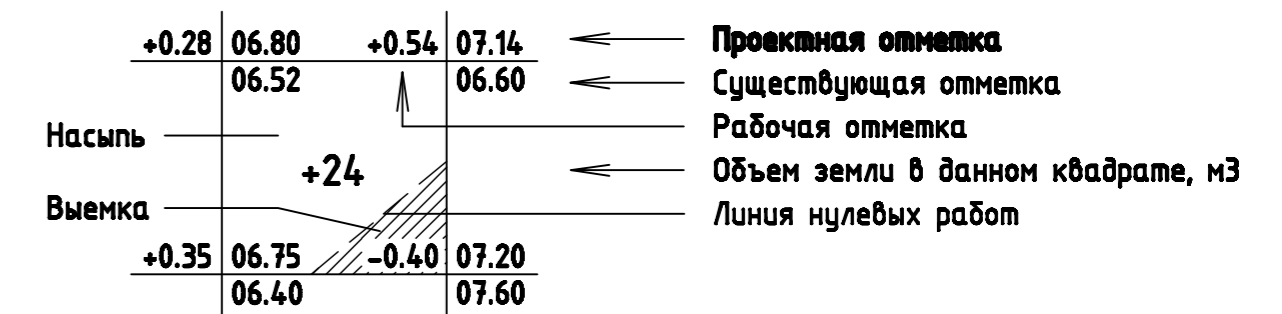 +0.28 06.80 +0.54 07.14 Проектная отметка
06.52 06.60 Существующая отметка
Рабочая отметка
Насыпь
+24 Объем земли в данном квадрате, м3
Выемка Линия нулевых работ
+0.35 06.75 -0.40 07.20
06.40 07.60